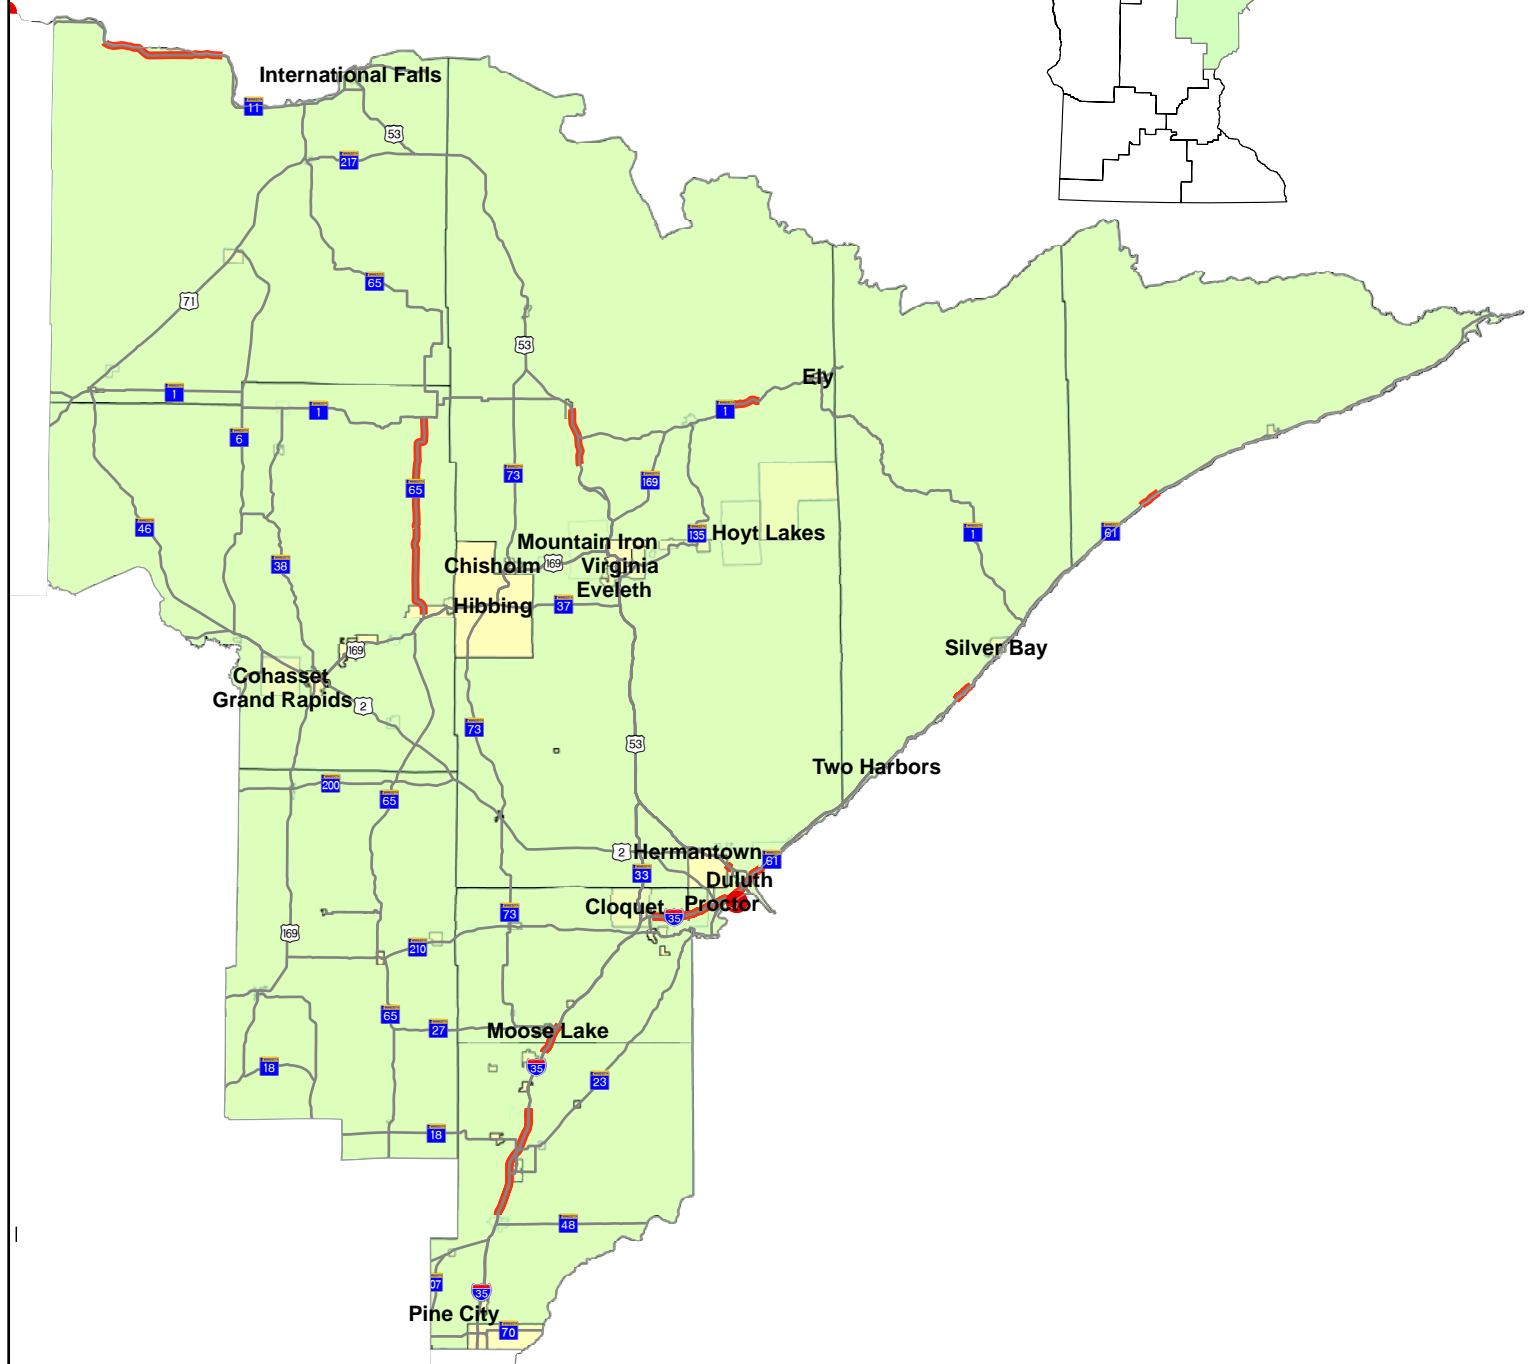 International Falls
11
53
217
65
71
53
Ely
1
1
1
6
65
73
169
46
135
Hoyt Lakes
1
61
Mountain Iron
38
Chisholm
169
Virginia
Eveleth
Hibbing
37
169
Silver Bay
Cohasset
Grand Rapids
2
73
53
Two Harbors
200
65
2
Hermantown
61
33
Duluth
Cloquet
Proctor
73
35
169
210
65
27
Moose Lake
18
35
23
18
48
07
35
Pine City
70